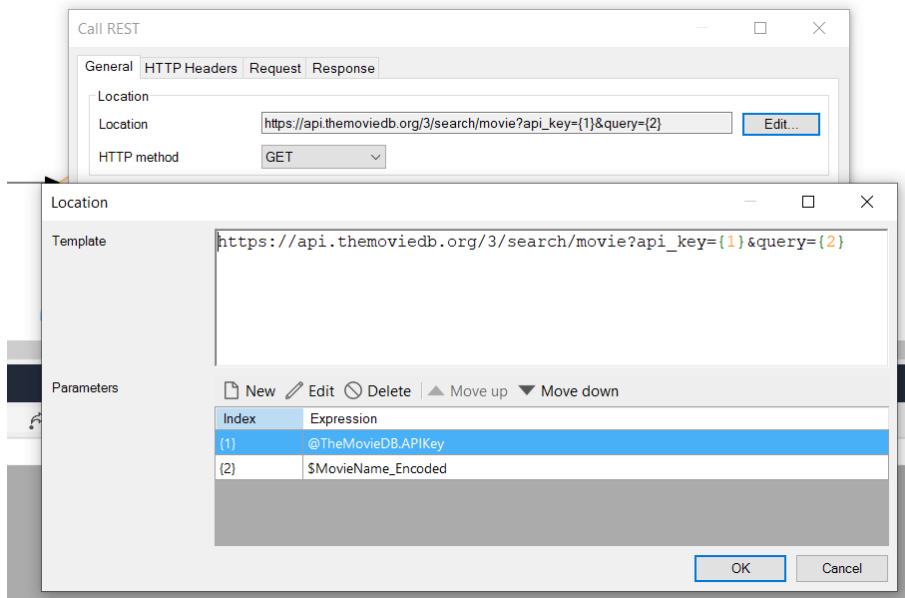 Call REST
General HTTP Headers Request Response
Location
Location https://api.themoviedb.org/3/search/movie?api_key={1}&query={2} Edit...
HTTP method GET
Location
Template https://api.themoviedb.org/3/search/movie?api_key={1}&query={2}
Parameters New Edit Delete Move up Move down
Index Expression
{1} @TheMovieDB.APIKey
{2} $MovieName_Encoded
OK Cancel